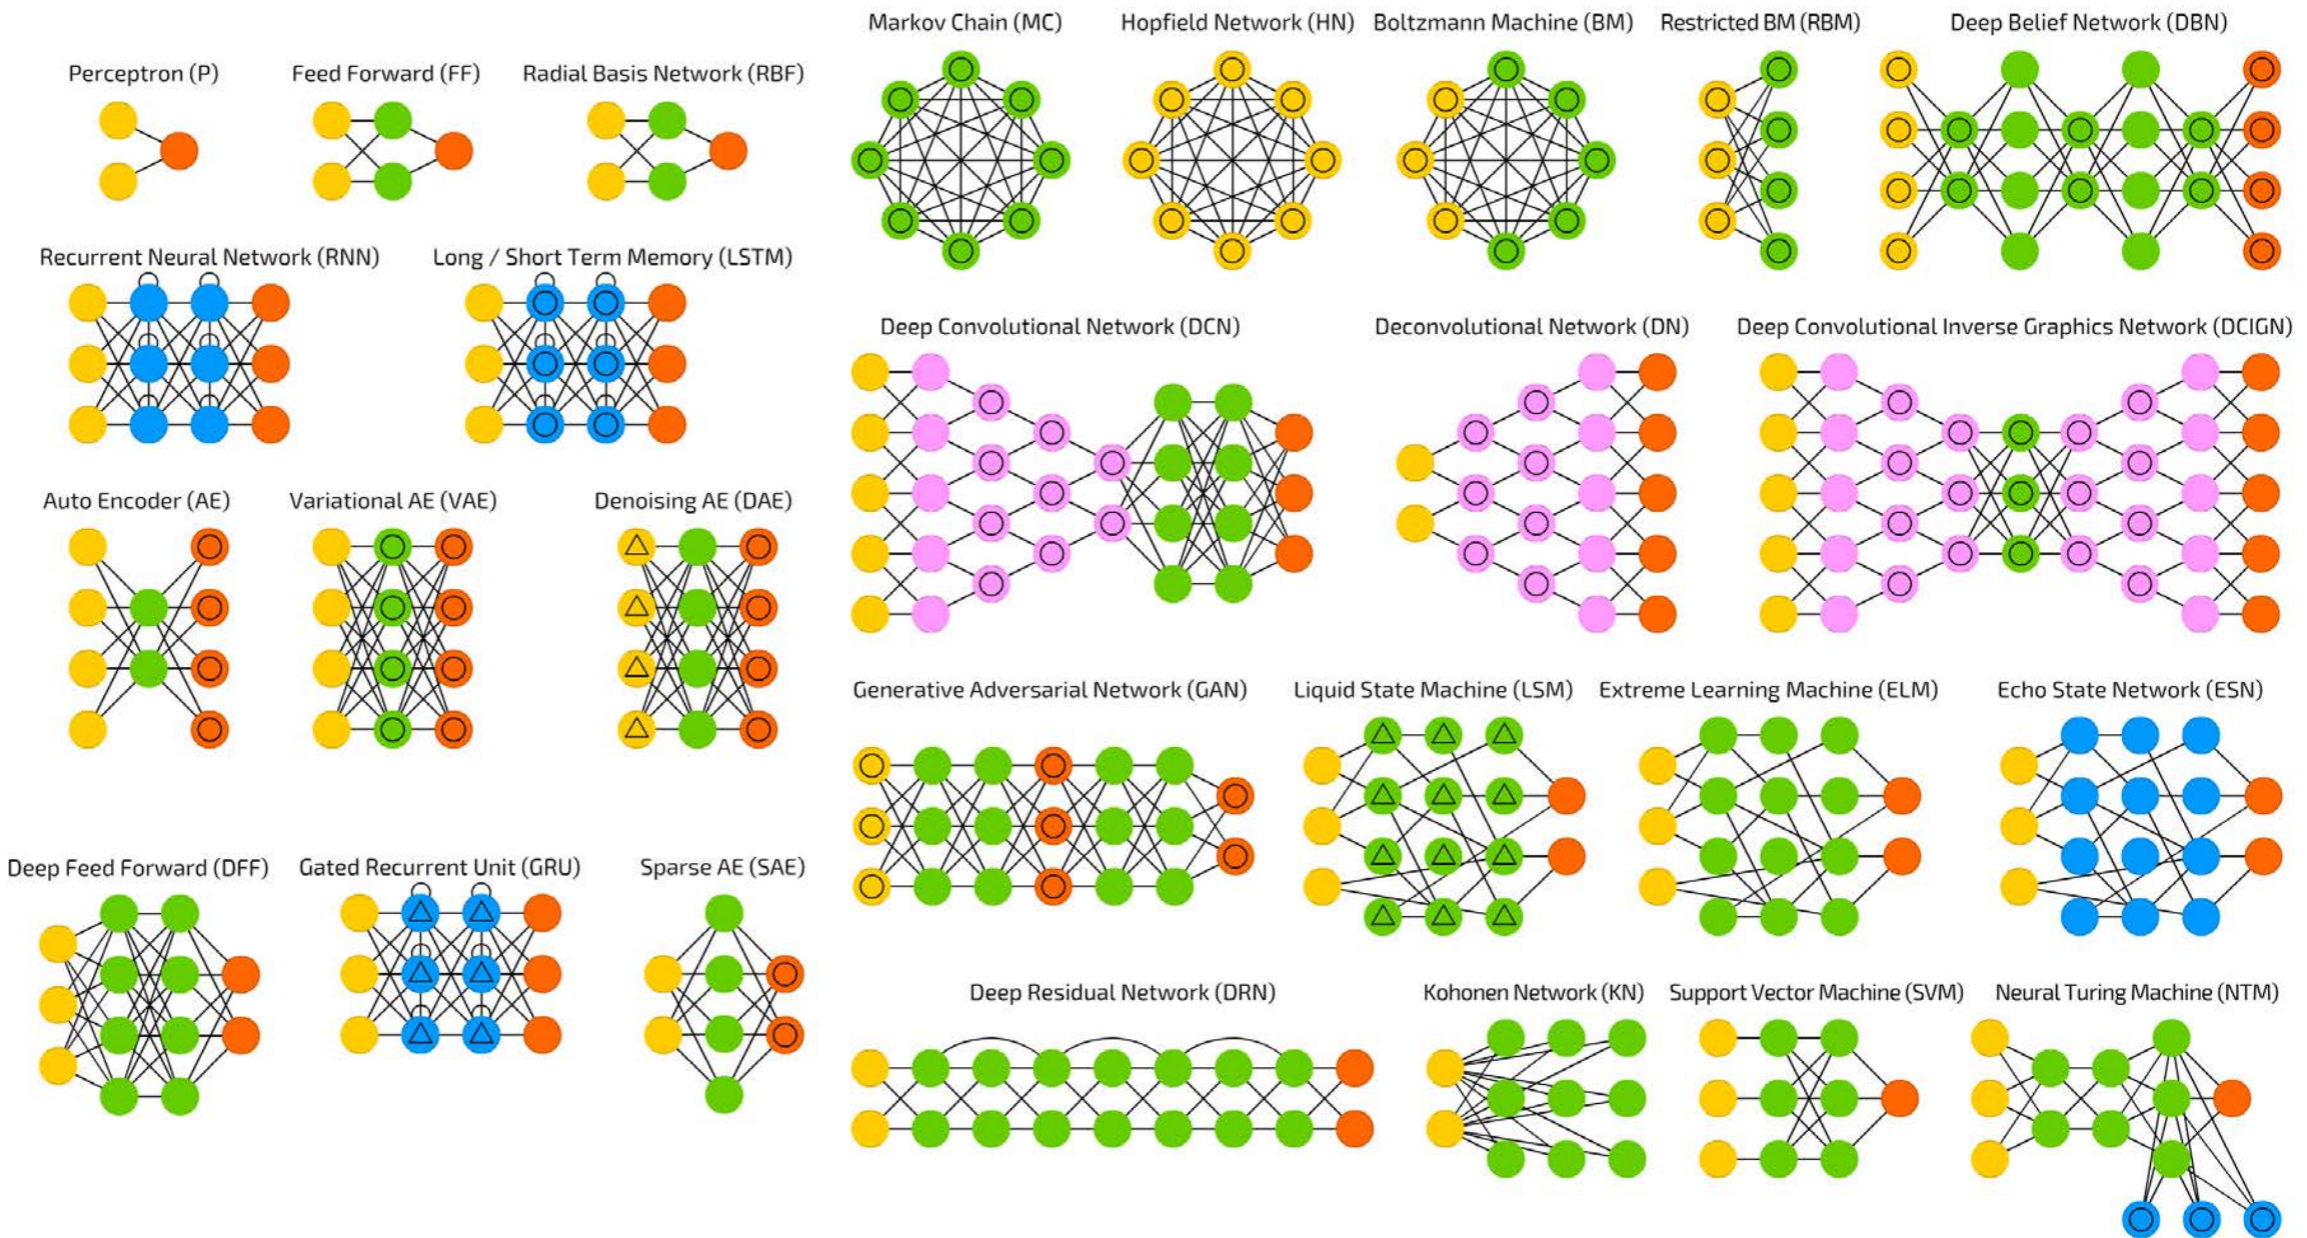 Perceptron (P)
Feed Forward (FF)
Radial Basis Network (RBF)
Recurrent Neural Network (RNN)
Long / Short Term Memory (LSTM)
Auto Encoder (AE)
Variational AE (VAE)
Denoising AE (DAE)
Deep Feed Forward (DFF)
Gated Recurrent Unit (GRU)
Sparse AE (SAE)
Markov Chain (MC)
Hopfield Network (HN)
Boltzmann Machine (BM)
Restricted BM (RBM)
Deep Belief Network (DBN)
Deep Convolutional Network (DCN)
Deconvolutional Network (DN)
Deep Convolutional Inverse Graphics Network (DCIGN)
Generative Adversarial Network (GAN)
Liquid State Machine (LSM)
Extreme Learning Machine (ELM)
Echo State Network (ESN)
Deep Residual Network (DRN)
Kohonen Network (KN)
Support Vector Machine (SVM)
Neural Turing Machine (NTM)